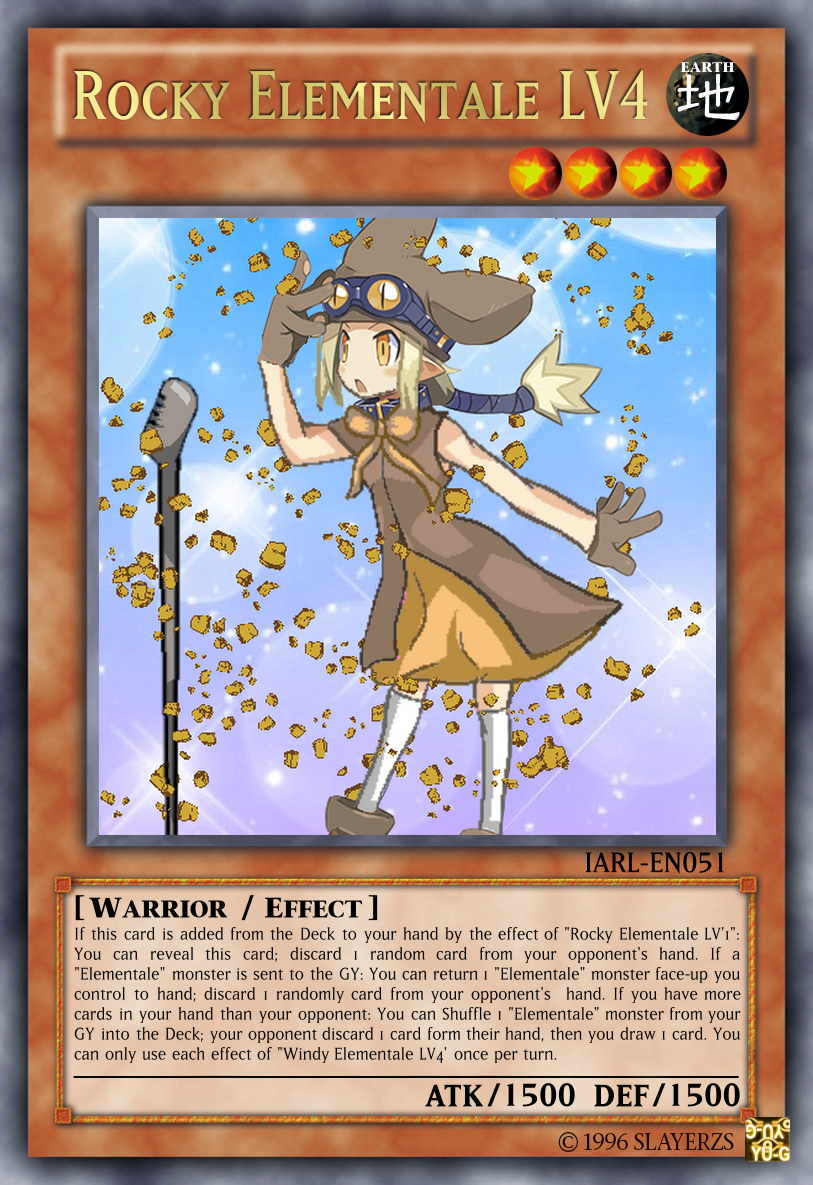 ROCKY ELEMENTALE LV4
EARTH
地
IARL-EN051
[ WARRIOR / EFFECT ]
If this card is added from the Deck to your hand by the effect of "Rocky Elementale LV'1":
You can reveal this card; discard 1 random card from your opponent's hand. If a
"Elementale" monster is sent to the GY: You can return 1 "Elementale" monster face-up you
control to hand; discard 1 randomly card from your opponent's hand. If you have more
cards in your hand than your opponent: You can Shuffle 1 "Elementale" monster from your
GY into the Deck; your opponent discard 1 card form their hand, then you draw 1 card. You
can only use each effect of "Windy Elementale LV4' once per turn.
ATK/1500 DEF/1500
© 1996 SLAYERZS